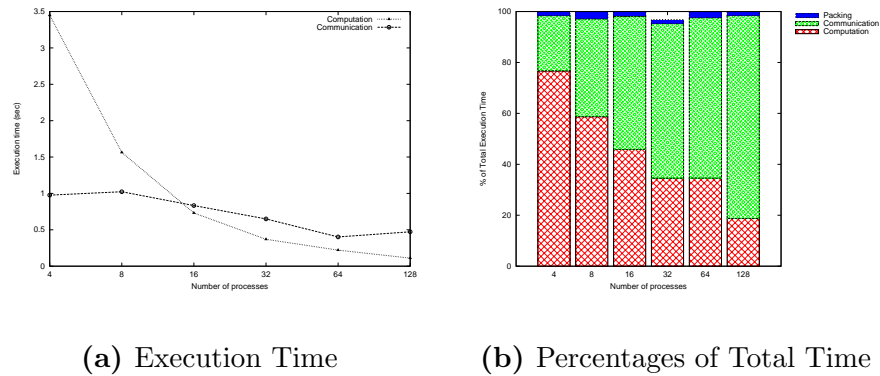 3.5
3
2.5
2
1.5
1
0.5
0
Execution time (sec)
Computation
Communication
4 8 16 32 64 128
Number of processes
100
80
60
40
20
0
% of Total Execution Time
4 8 16 32 64 128
Number of processes
Packing
Communication
Computation
(a) Execution Time
(b) Percentages of Total Time